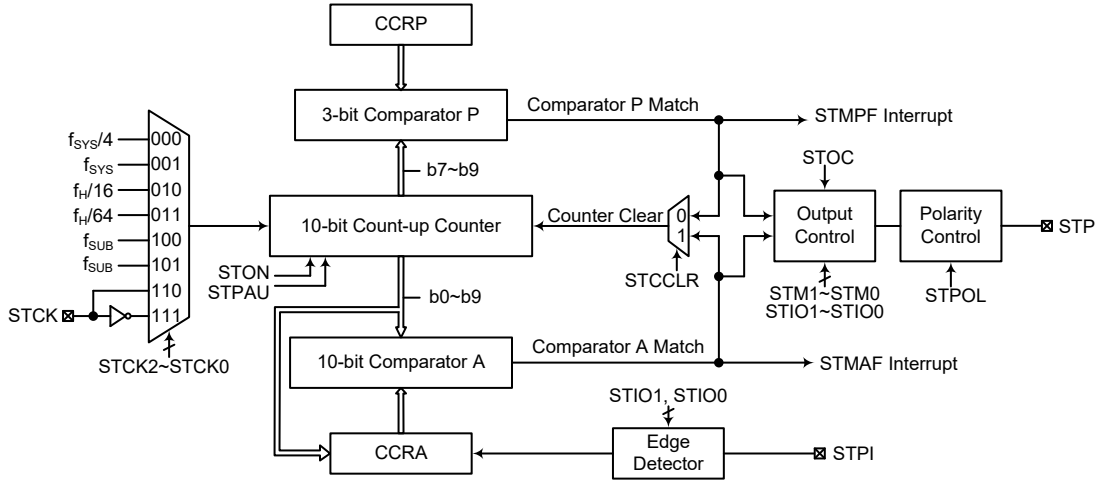 CCRP
3-bit Comparator P
Comparator P Match
STMPF Interrupt
fSYS/4
000
fSYS
001
fH/16
010
fH/64
011
fSUB
100
fSUB
101
110
111
STCK
STCK2~STCK0
b7~b9
10-bit Count-up Counter
Counter Clear
0
1
STCCLR
STOC
Output
Control
Polarity
Control
STP
STON
STPAU
b0~b9
STM1~STM0
STIO1~STIO0
STPOL
10-bit Comparator A
Comparator A Match
STMAF Interrupt
STIO1, STIO0
CCRA
Edge
Detector
STPI